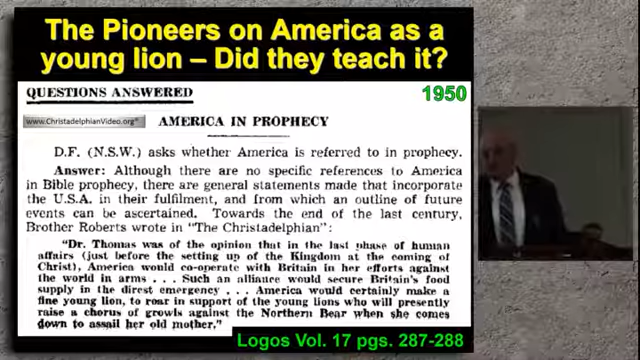 The Pioneers on America as a
young lion – Did they teach it?
QUESTIONS ANSWERED
1950
www.ChristadelphianVideo.org
AMERICA IN PROPHECY
D.F. (N.S.W.) asks whether America is referred to in prophecy.
Answer: Although there are no specific references to America
in Bible prophecy, there are general statements made that incorporate
the U.S.A. in their fulfilment, and from which an outline of future
events can be ascertained. Towards the end of the last century,
Brother Roberts wrote in "The Christadelphian":
"Dr. Thomas was of the opinion that in the last phase of human
affairs (just before the setting up of the Kingdom at the coming of
Christ), America would co-operate with Britain in her efforts against
the world in arms . . . Such an alliance would secure Britain's food
supply in the direst emergency . . . America would certainly make a
fine young lion, to roar in support of the young lions who will presently
raise a chorus of growls against the Northern Bear when she comes
down to assail her old mother."
Logos Vol. 17 pgs. 287-288